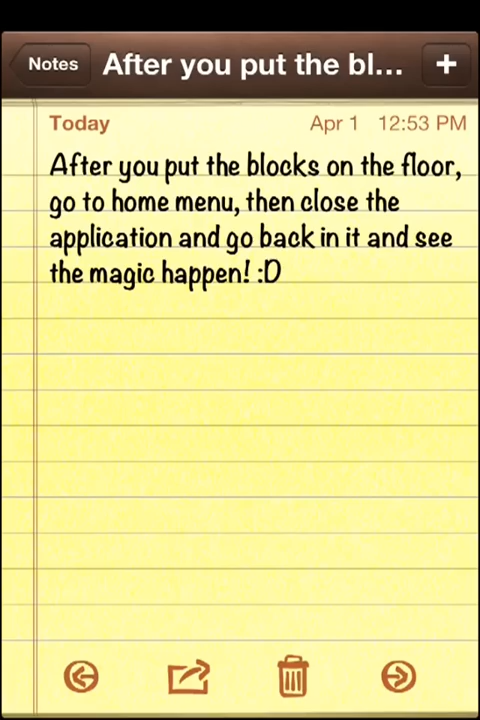 Notes
After you put the bl...
+
Today
Apr 1 12:53 PM
After you put the blocks on the floor,
go to home menu, then close the
application and go back in it and see
the magic happen! :D